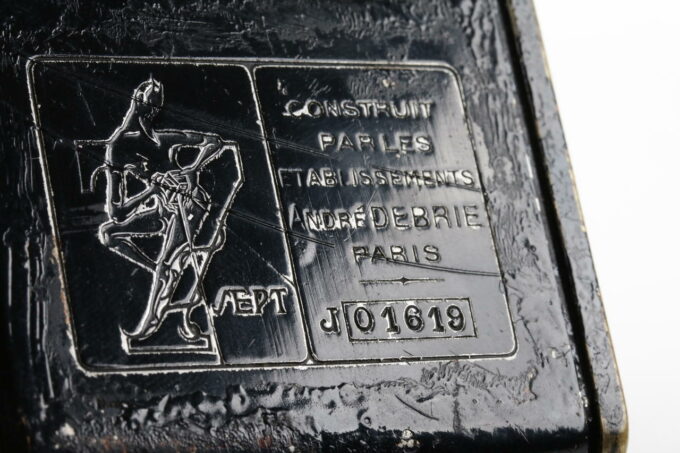 SEPT
CONSTRUIT
PAR LES
ETABLISSEMENTS
ANDRÉ DEBRIE
PARIS
J 01619